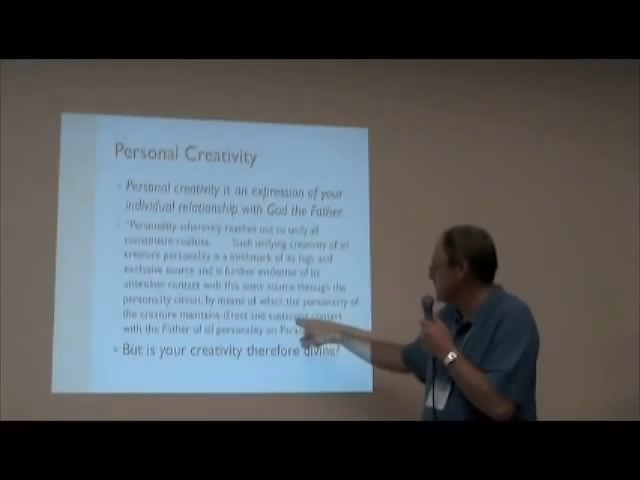 Personal Creativity
Personal creativity is an expression of your
individual relationship with God the Father.
"Personality inherently reaches out to unify all
constituent realities. Such unifying creativity of all
creature personality is a birthmark of its high and
exclusive source and is further evidential of its
unbroken contact with this same source through the
personality circuit, by means of which the personality of
the creature maintains direct and sustaining contact
with the Father of all personality on
But is your creativity therefore divine?